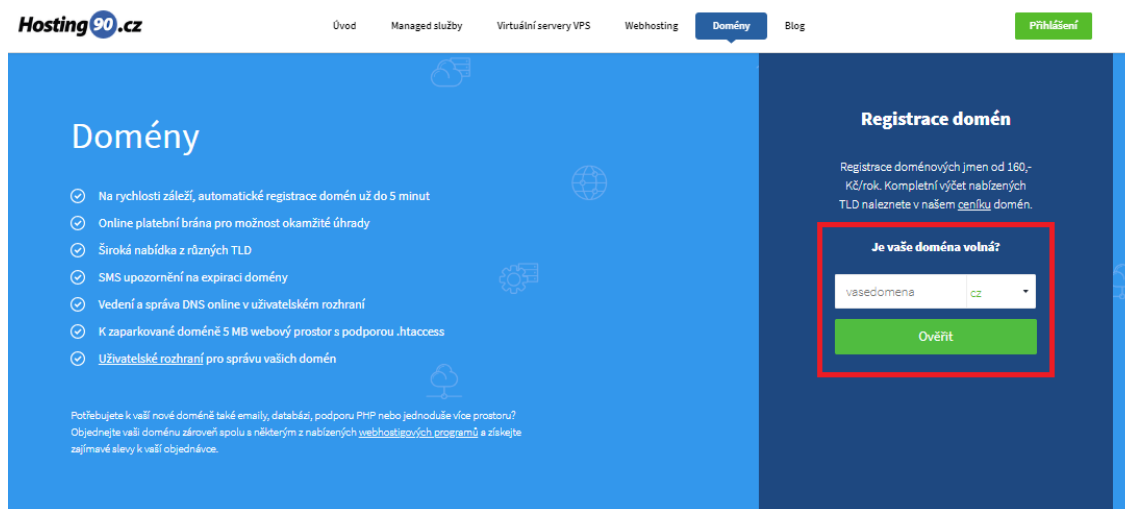 Hosting90.cz
Úvod
Managed služby
Virtuální servery VPS
Webhosting
Domény
Blog
Přihlášení
Domény
Na rychlosti záleží, automatické registrace domén už do 5 minut
Online platební brána pro možnost okamžité úhrady
Široká nabídka z různých TLD
SMS upozornění na expiraci domény
Vedení a správa DNS online v uživatelském rozhraní
K zaparkované doméně 5 MB webový prostor s podporou .htaccess
Uživatelské rozhraní pro správu vašich domén
Potřebujete k vaší nové doméně také emaily, databázi, podporu PHP nebo jednoduše více prostoru?
Objednejte vaši doménu zároveň spolu s některým z nabízených webhostigových programů a získejte
zajímavé slevy k vaší objednávce.
Registrace domén
Registrace doménových jmen od 160,-
Kč/rok. Kompletní výčet nabízených
TLD naleznete v našem ceníku domén.
Je vaše doména volná?
vasedomena
cz
Ověřit